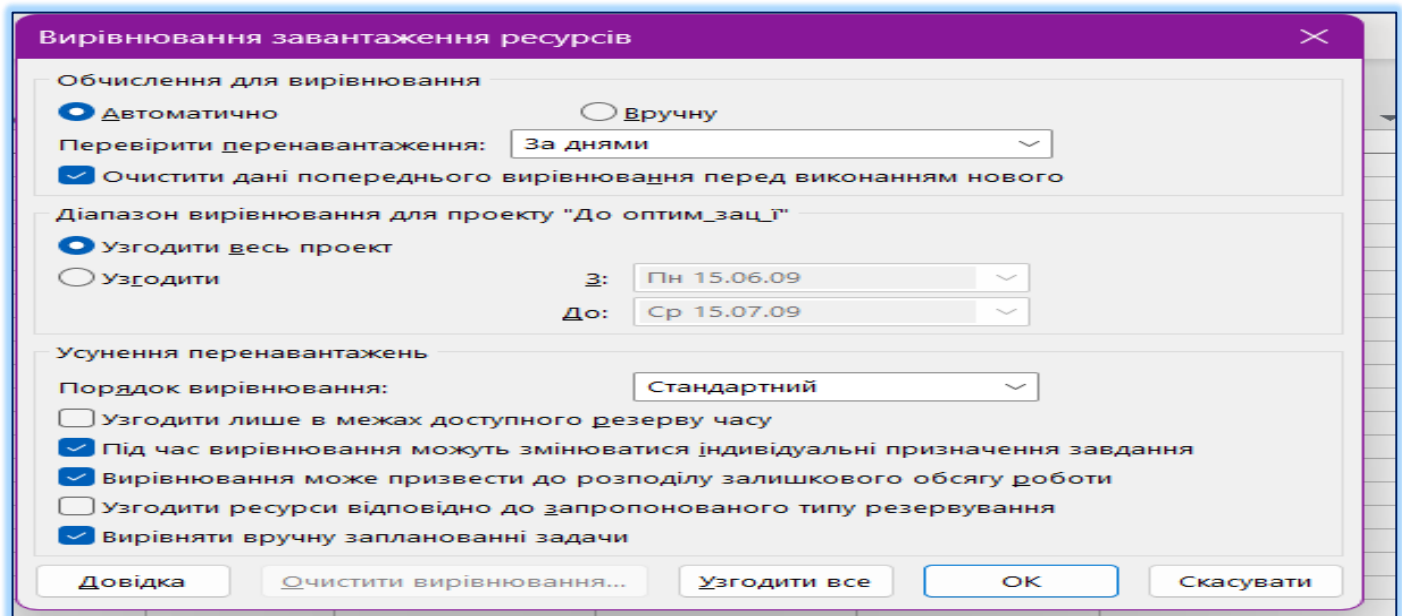 Вирівнювання завантаження ресурсів
Обчислення для вирівнювання
Автоматично Вручну
Перевірити перенавантаження: За днями
Очистити дані попереднього вирівнювання перед виконанням нового
Діапазон вирівнювання для проекту "До оптим_зац_ї"
Узгодити весь проект
Узгодити З: Пн 15.06.09
До: Ср 15.07.09
Усунення перенавантажень
Порядок вирівнювання: Стандартний
Узгодити лише в межах доступного резерву часу
Під час вирівнювання можуть змінюватися індивідуальні призначення завдання
Вирівнювання може призвести до розподілу залишкового обсягу роботи
Узгодити ресурси відповідно до запропонованого типу резервування
Вирівняти вручну запланованні задачи
Довідка Очистити вирівнювання... Узгодити все ОК Скасувати